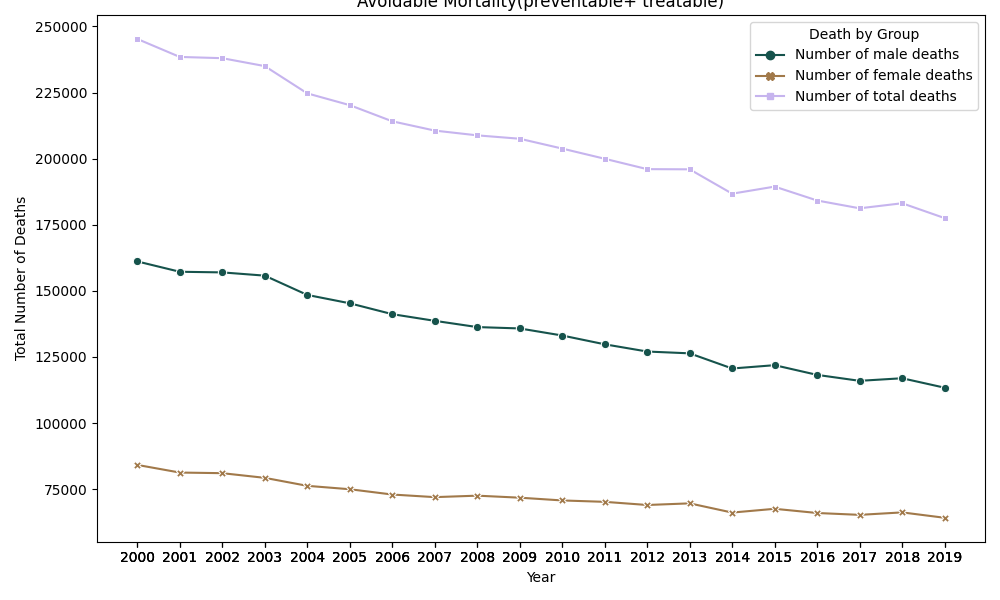 Avoidable Mortality(preventable+ treatable)
Death by Group
Number of male deaths
Number of female deaths
Number of total deaths
250000
225000
200000
175000
150000
125000
100000
75000
Total Number of Deaths
2000 2001 2002 2003 2004 2005 2006 2007 2008 2009 2010 2011 2012 2013 2014 2015 2016 2017 2018 2019
Year